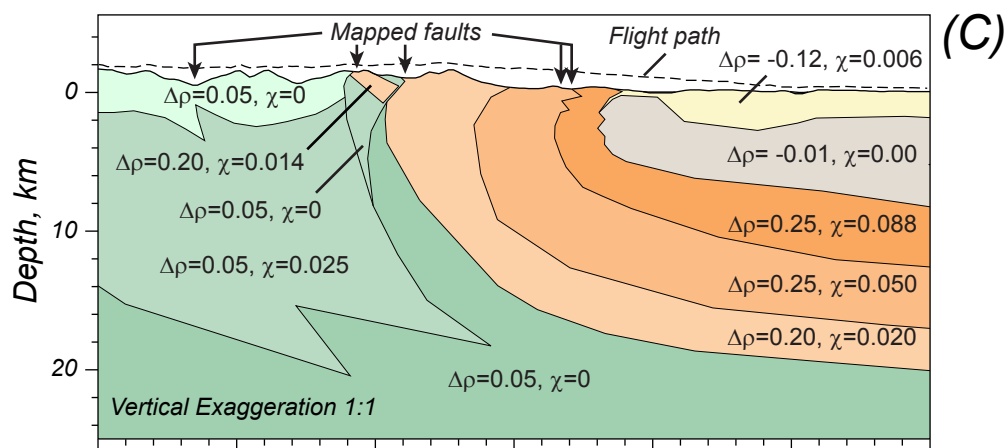 (C)
Mapped faults
Flight path
Δρ= -0.12, χ=0.006
0
Δρ=0.05, χ=0
Δρ=0.20, χ=0.014
Δρ= -0.01, χ=0.00
Δρ=0.05, χ=0
Δρ=0.25, χ=0.088
10
Δρ=0.05, χ=0.025
Δρ=0.25, χ=0.050
Δρ=0.20, χ=0.020
20
Δρ=0.05, χ=0
Vertical Exaggeration 1:1
Depth, km